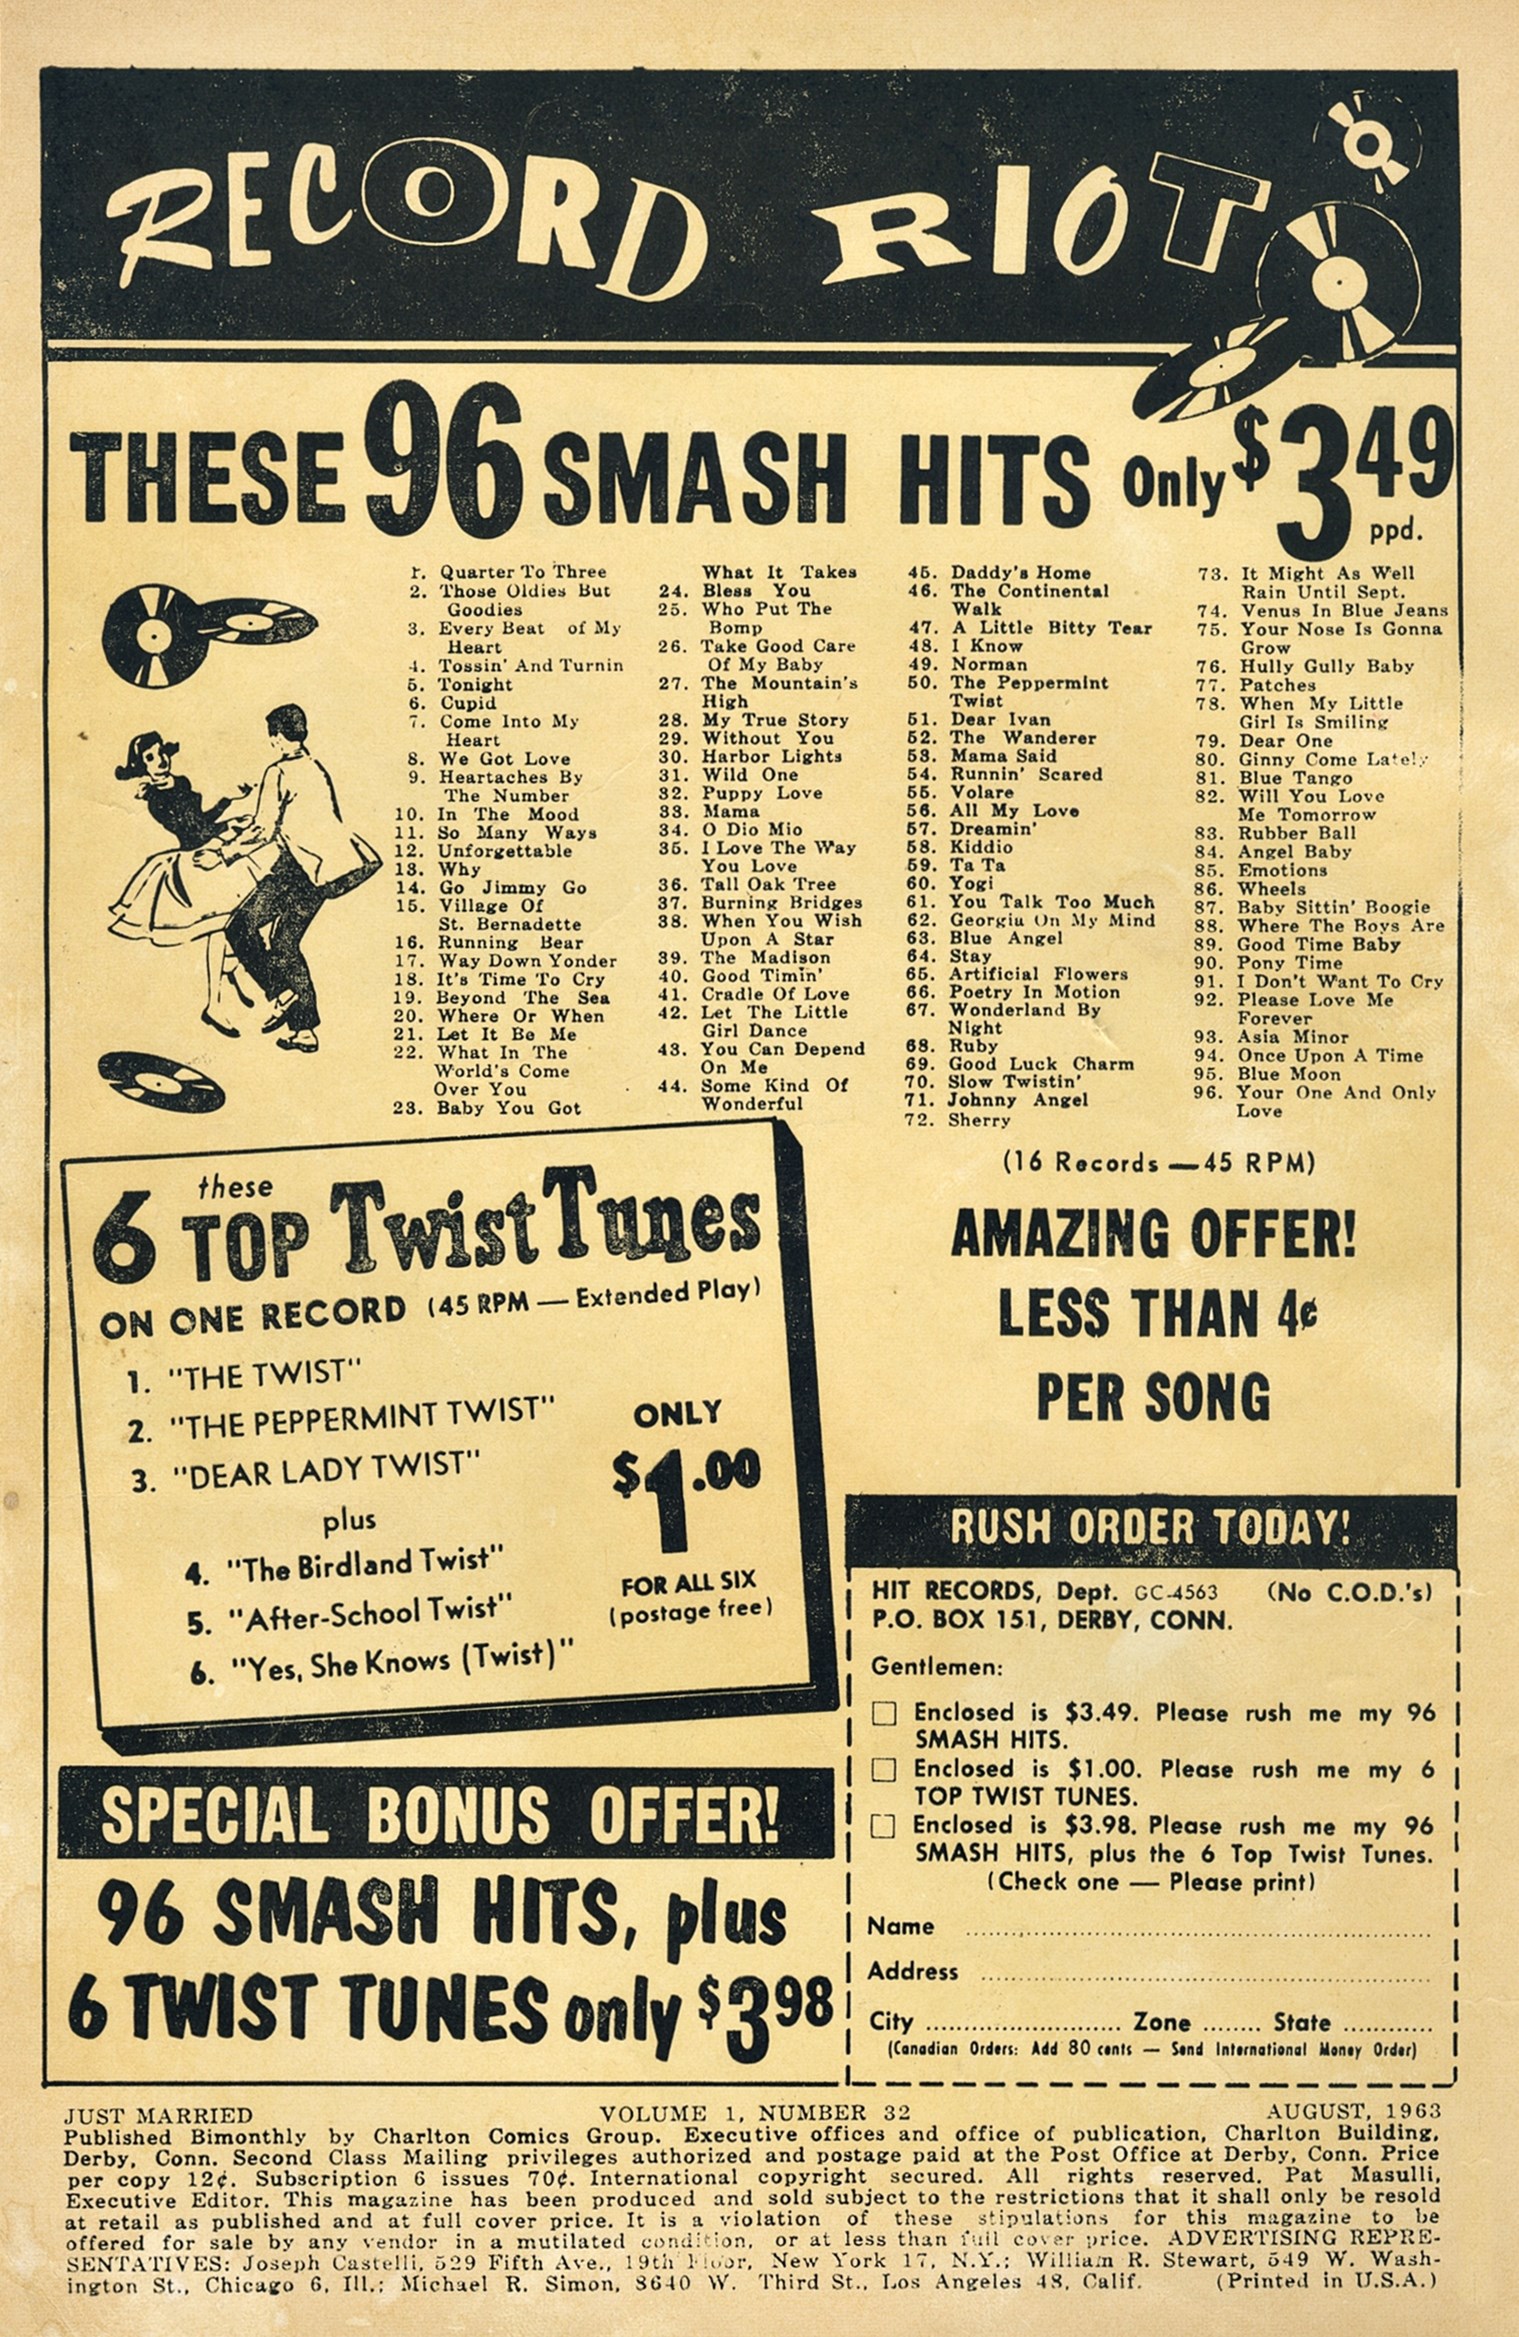 RECORD RIOT
THESE 96 SMASH HITS Only $3.49
ppd.
1. Quarter To Three
2. Those Oldies But
Goodies
3. Every Beat of My
Heart
4. Tossin' And Turnin
5. Tonight
6. Cupid
7. Come Into My
Heart
8. We Got Love
9. Heartaches By
The Number
10. In The Mood
11. So Many Ways
12. Unforgettable
13. Why
14. Go Jimmy Go
15. Village Of
St. Bernadette
16. Running Bear
17. Way Down Yonder
18. It's Time To Cry
19. Beyond The Sea
20. Where Or When
21. Let It Be Me
22. What In The
World's Come
Over You
23. Baby You Got
What It Takes
24. Bless You
25. Who Put The
Bomp
26. Take Good Care
Of My Baby
27. The Mountain's
High
28. My True Story
29. Without You
30. Harbor Lights
31. Wild One
32. Puppy Love
33. Mama
34. O Dio Mio
35. I Love The Way
You Love
36. Tall Oak Tree
37. Burning Bridges
38. When You Wish
Upon A Star
39. The Madison
40. Good Timin'
41. Cradle Of Love
42. Let The Little
Girl Dance
43. You Can Depend
On Me
44. Some Kind Of
Wonderful
45. Daddy's Home
46. The Continental
Walk
47. A Little Bitty Tear
48. I Know
49. Norman
50. The Peppermint
Twist
51. Dear Ivan
52. The Wanderer
53. Mama Said
54. Runnin' Scared
55. Volare
56. All My Love
57. Dreamin'
58. Kiddio
59. Ta Ta
60. Yogi
61. You Talk Too Much
62. Georgia On My Mind
63. Blue Angel
64. Stay
65. Artificial Flowers
66. Poetry In Motion
67. Wonderland By
Night
68. Ruby
69. Good Luck Charm
70. Slow Twistin'
71. Johnny Angel
72. Sherry
73. It Might As Well
Rain Until Sept.
74. Venus In Blue Jeans
75. Your Nose Is Gonna
Grow
76. Hully Gully Baby
77. Patches
78. When My Little
Girl Is Smiling
79. Dear One
80. Ginny Come Lately
81. Blue Tango
82. Will You Love
Me Tomorrow
83. Rubber Ball
84. Angel Baby
85. Emotions
86. Wheels
87. Baby Sittin' Boogie
88. Where The Boys Are
89. Good Time Baby
90. Pony Time
91. I Don't Want To Cry
92. Please Love Me
Forever
93. Asia Minor
94. Once Upon A Time
95. Blue Moon
96. Your One And Only
Love
(16 Records — 45 RPM)
AMAZING OFFER!
LESS THAN 4¢
PER SONG
these
6 TOP Twist Tunes
ON ONE RECORD (45 RPM — Extended Play)
1. "THE TWIST"
2. "THE PEPPERMINT TWIST"
3. "DEAR LADY TWIST"
plus
4. "The Birdland Twist"
5. "After-School Twist"
6. "Yes, She Knows (Twist)"
ONLY
$1.00
FOR ALL SIX
(postage free)
SPECIAL BONUS OFFER!
96 SMASH HITS, plus
6 TWIST TUNES only $3.98
RUSH ORDER TODAY!
HIT RECORDS, Dept. GC-4563 (No C.O.D.'s)
P.O. BOX 151, DERBY, CONN.
Gentlemen:
Enclosed is $3.49. Please rush me my 96
SMASH HITS.
Enclosed is $1.00. Please rush me my 6
TOP TWIST TUNES.
Enclosed is $3.98. Please rush me my 96
SMASH HITS, plus the 6 Top Twist Tunes.
(Check one — Please print)
Name ........................
Address ........................
City ........................ Zone ........ State ............
(Canadian Orders: Add 80 cents — Send International Money Order)
JUST MARRIED VOLUME 1, NUMBER 32 AUGUST, 1963
Published Bimonthly by Charlton Comics Group. Executive offices and office of publication, Charlton Building,
Derby, Conn. Second Class Mailing privileges authorized and postage paid at the Post Office at Derby, Conn. Price
per copy 12¢. Subscription 6 issues 70¢. International copyright secured. All rights reserved. Pat Masulli,
Executive Editor. This magazine has been produced and sold subject to the restrictions that it shall only be resold
at retail as published and at full cover price. It is a violation of these stipulations for this magazine to be
offered for sale by any vendor in a mutilated condition, or at less than full cover price. ADVERTISING REPRE-
SENTATIVES: Joseph Castelli, 529 Fifth Ave., 19th Floor, New York 17, N.Y.; William R. Stewart, 549 W. Wash-
ington St., Chicago 6, Ill.; Michael R. Simon, 8640 W. Third St., Los Angeles 48, Calif. (Printed in U.S.A.)